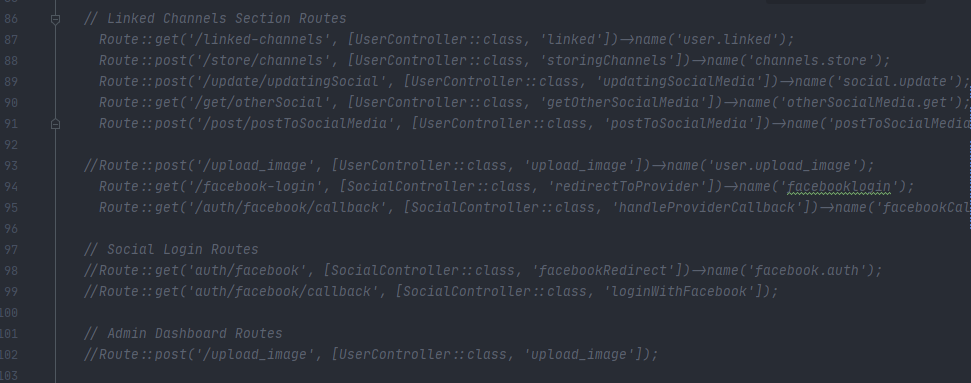 86 // Linked Channels Section Routes
87 Route::get('/linked-channels', [UserController::class, 'linked'])->name('user.linked');
88 Route::post('/store/channels', [UserController::class, 'storingChannels'])->name('channels.store');
89 Route::post('/update/updatingSocial', [UserController::class, 'updatingSocialMedia'])->name('social.update');
90 Route::get('/get/otherSocial', [UserController::class, 'getOtherSocialMedia'])->name('otherSocialMedia.get');
91 Route::post('/post/postToSocialMedia', [UserController::class, 'postToSocialMedia'])->name('postToSocialMedia
92
93 //Route::post('/upload_image', [UserController::class, 'upload_image'])->name('user.upload_image');
94 Route::get('/facebook-login', [SocialController::class, 'redirectToProvider'])->name('facebooklogin');
95 Route::get('/auth/facebook/callback', [SocialController::class, 'handleProviderCallback'])->name('facebookCal
96
97 // Social Login Routes
98 //Route::get('auth/facebook', [SocialController::class, 'facebookRedirect'])->name('facebook.auth');
99 //Route::get('auth/facebook/callback', [SocialController::class, 'loginWithFacebook']);
100
101 // Admin Dashboard Routes
102 //Route::post('/upload_image', [UserController::class, 'upload_image']);
103